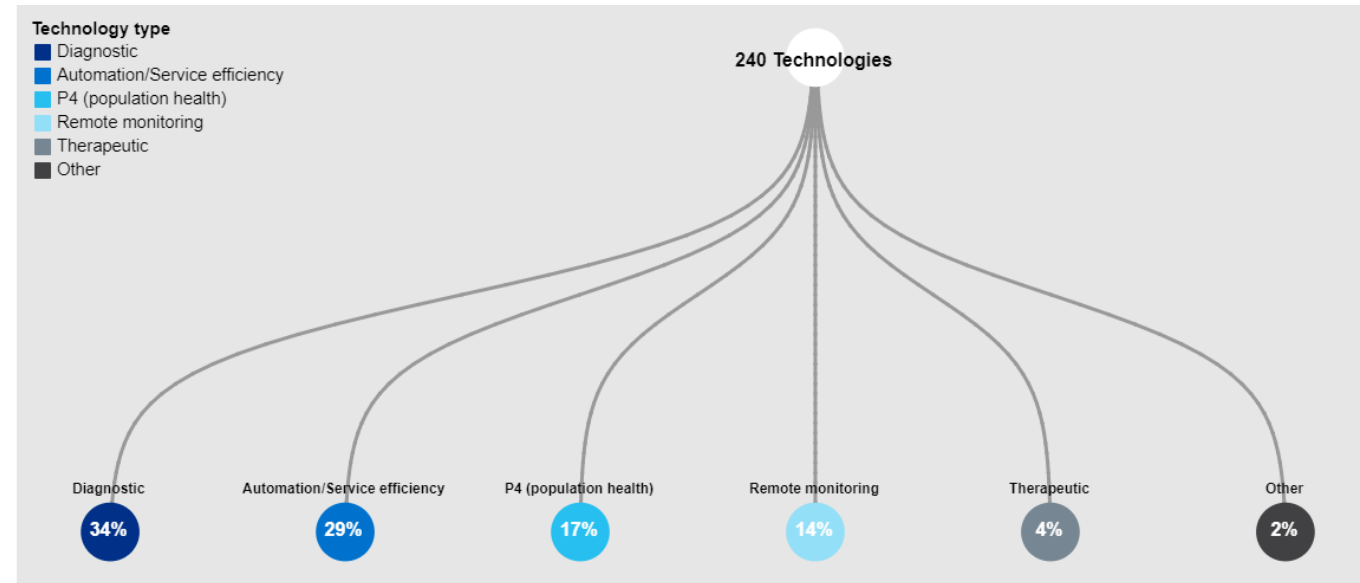 Technology type
Diagnostic
Automation/Service efficiency
P4 (population health)
Remote monitoring
Therapeutic
Other
240 Technologies
Diagnostic
Automation/Service efficiency
P4 (population health)
Remote monitoring
Therapeutic
Other
34%
29%
17%
14%
4%
2%